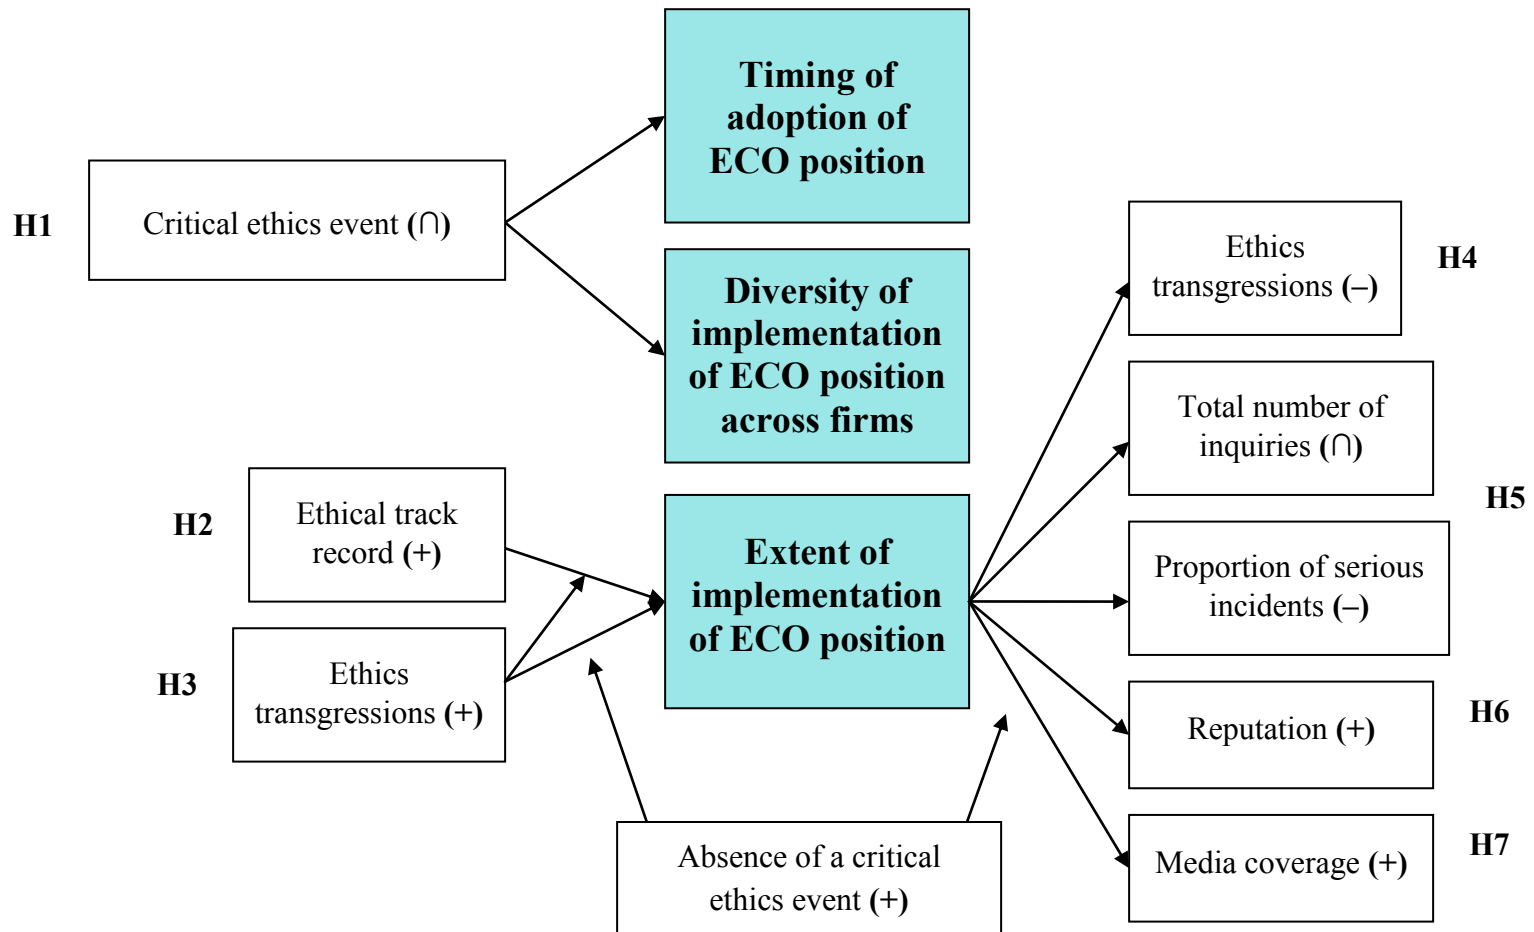 Timing of
adoption of
ECO position
H1
Critical ethics event (∩)
Diversity of
implementation
of ECO position
across firms
H2
Ethical track
record (+)
H3
Ethics
transgressions (+)
Extent of
implementation
of ECO position
Absence of a critical
ethics event (+)
Ethics
transgressions (–)
H4
Total number of
inquiries (∩)
H5
Proportion of serious
incidents (–)
Reputation (+)
H6
Media coverage (+)
H7